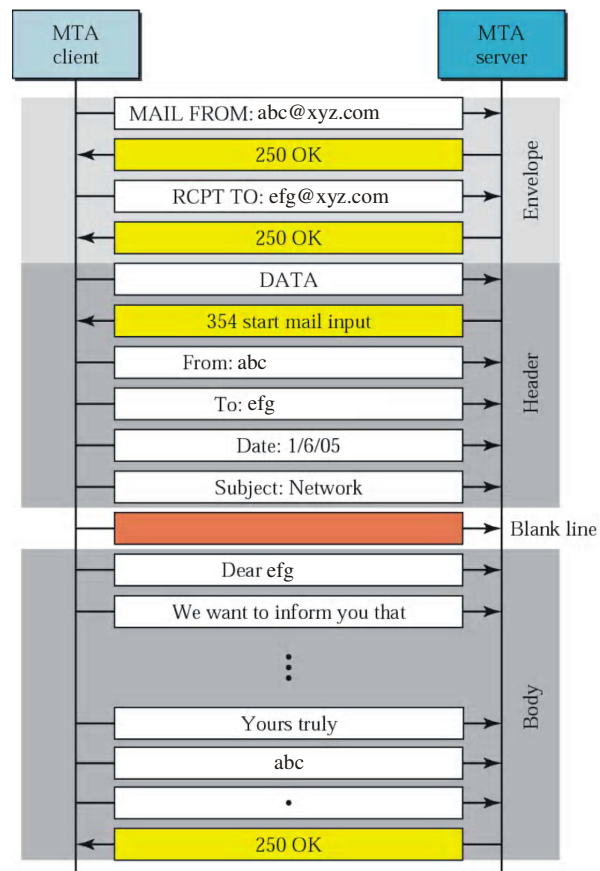 MTA
client
MTA
server
MAIL FROM: abc@xyz.com
250 OK
RCPT TO: efg@xyz.com
250 OK
Envelope
DATA
354 start mail input
From: abc
To: efg
Date: 1/6/05
Subject: Network
Header
Blank line
Dear efg
We want to inform you that
⋮
Yours truly
abc
•
250 OK
Body